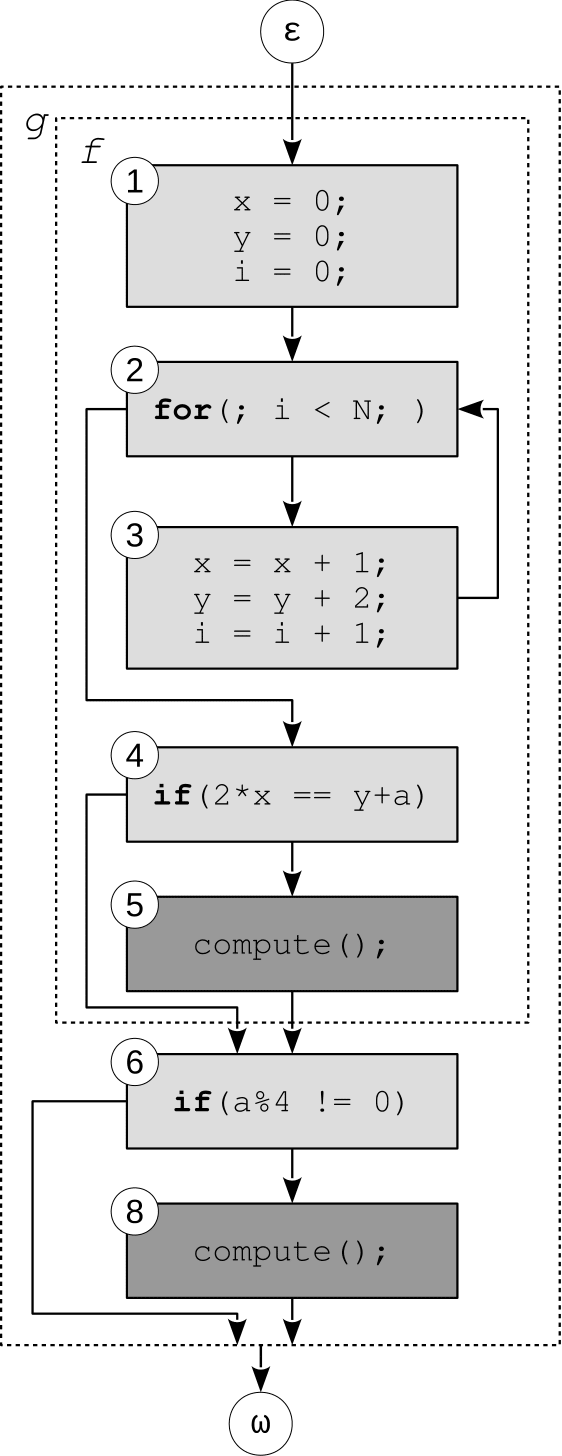 ε
g
f
1
x = 0;
y = 0;
i = 0;
2
for(; i < N; )
3
x = x + 1;
y = y + 2;
i = i + 1;
4
if(2*x == y+a)
5
compute();
6
if(a%4 != 0)
8
compute();
ω